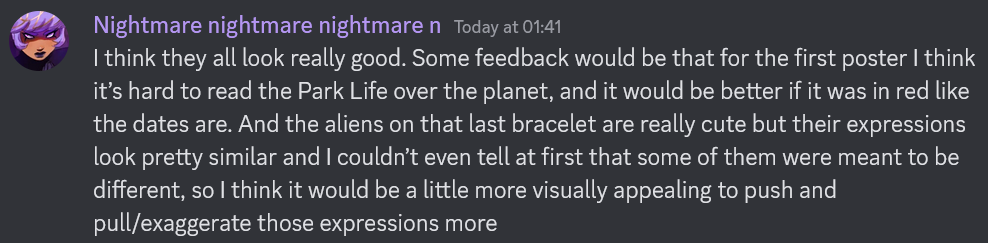 Nightmare nightmare nightmare n Today at 01:41
I think they all look really good. Some feedback would be that for the first poster I think
it's hard to read the Park Life over the planet, and it would be better if it was in red like
the dates are. And the aliens on that last bracelet are really cute but their expressions
look pretty similar and I couldn't even tell at first that some of them were meant to be
different, so I think it would be a little more visually appealing to push and
pull/exaggerate those expressions more